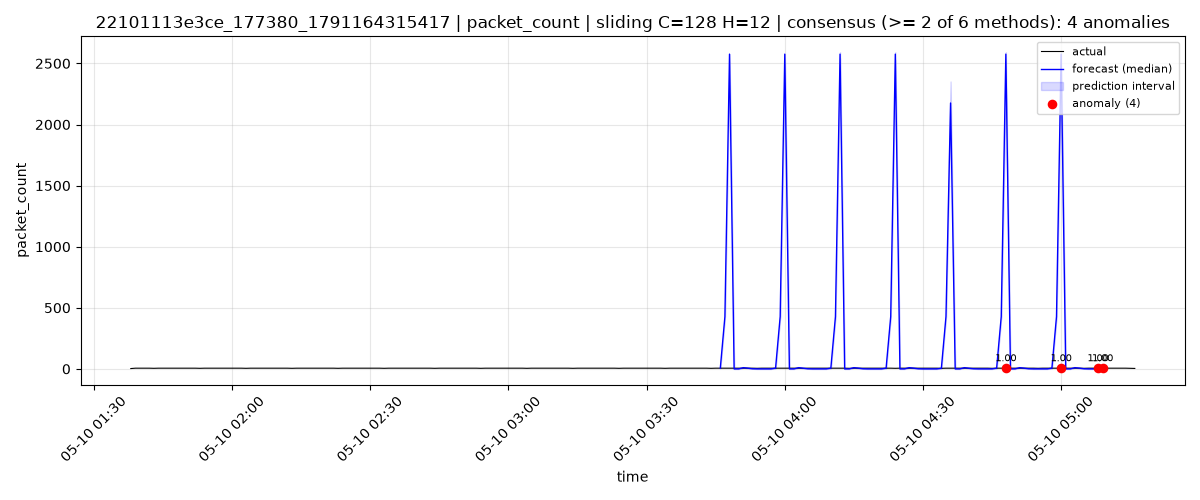 22101113e3ce_177380_1791164315417 | packet_count | sliding C=128 H=12 | consensus (>= 2 of 6 methods): 4 anomalies
actual
forecast (median)
prediction interval
anomaly (4)
packet_count
2500
2000
1500
1000
500
0
1.00
1.00
05-10 01:30
05-10 02:00
05-10 02:30
05-10 03:00
05-10 03:30
05-10 04:00
05-10 04:30
05-10 05:00
time